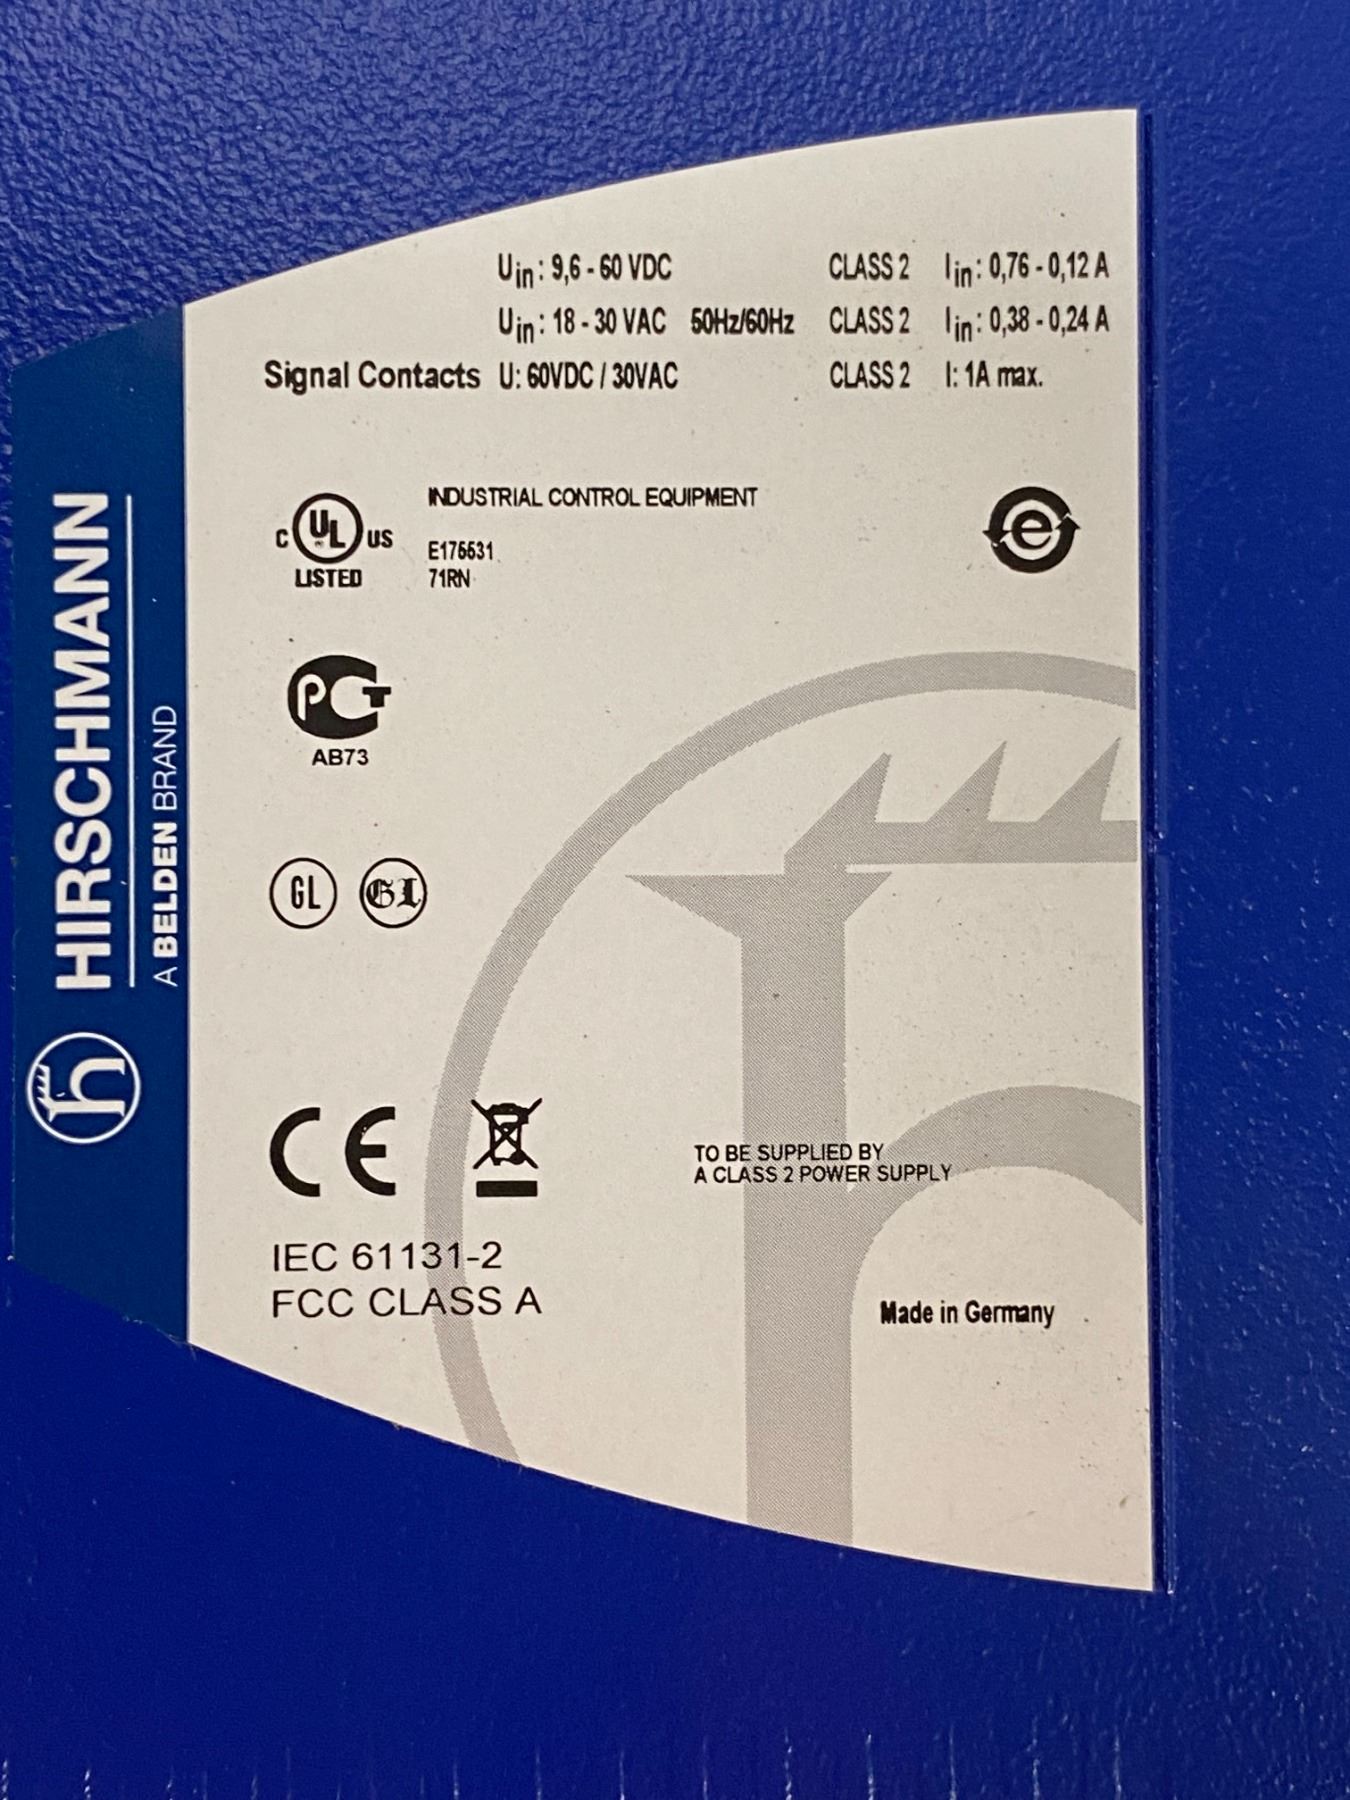 Uin: 9,6 - 60 VDC CLASS 2 Iin: 0,76 - 0,12 A
Uin: 18 - 30 VAC 50Hz/60Hz CLASS 2 Iin: 0,38 - 0,24 A
Signal Contacts U: 60VDC / 30VAC CLASS 2 I: 1A max.
C UL US
LISTED
INDUSTRIAL CONTROL EQUIPMENT
E175531
71RN
e
PCT
AB73
GL GL
CE
TO BE SUPPLIED BY
A CLASS 2 POWER SUPPLY
IEC 61131-2
FCC CLASS A
Made in Germany
h HIRSCHMANN
A BELDEN BRAND